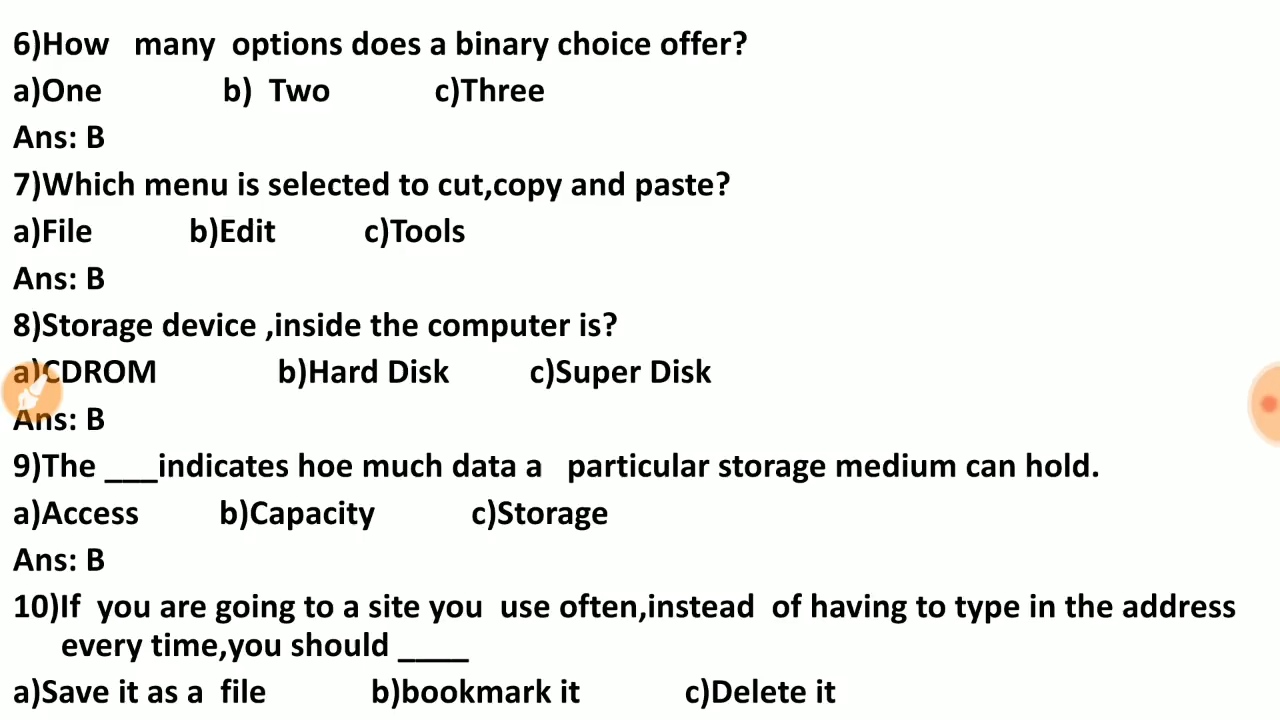 6)How many options does a binary choice offer?
a)One b) Two c)Three
Ans: B
7)Which menu is selected to cut,copy and paste?
a)File b)Edit c)Tools
Ans: B
8)Storage device ,inside the computer is?
a)CDROM b)Hard Disk c)Super Disk
Ans: B
9)The ___indicates hoe much data a particular storage medium can hold.
a)Access b)Capacity c)Storage
Ans: B
10)If you are going to a site you use often,instead of having to type in the address
every time,you should ____
a)Save it as a file b)bookmark it c)Delete it